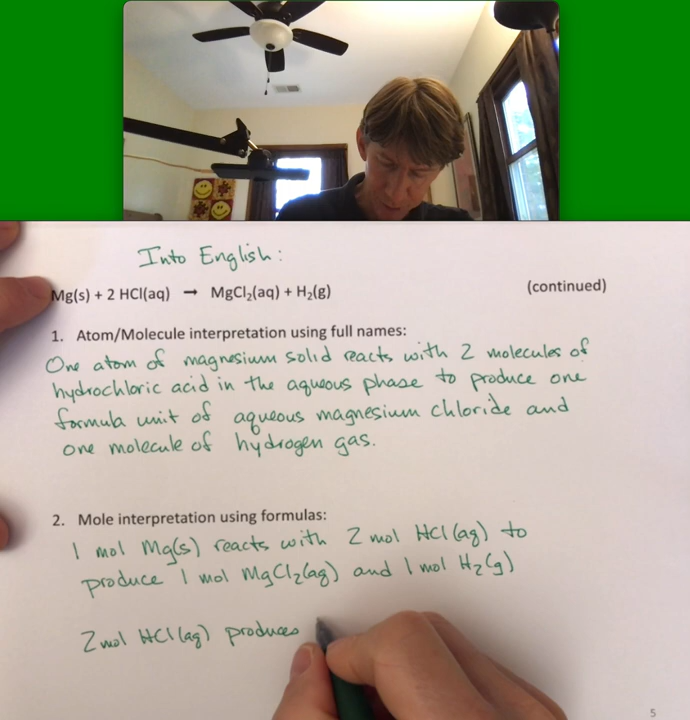 Into English:
Mg(s) + 2 HCl(aq) → MgCl₂(aq) + H₂(g) (continued)
1. Atom/Molecule interpretation using full names:
One atom of magnesium solid reacts with 2 molecules of
hydrochloric acid in the aqueous phase to produce one
formula unit of aqueous magnesium chloride and
one molecule of hydrogen gas.
2. Mole interpretation using formulas:
1 mol Mg(s) reacts with 2 mol HCl(aq) to
produce 1 mol MgCl₂(aq) and 1 mol H₂(g)
2 mol HCl(aq) produces
5